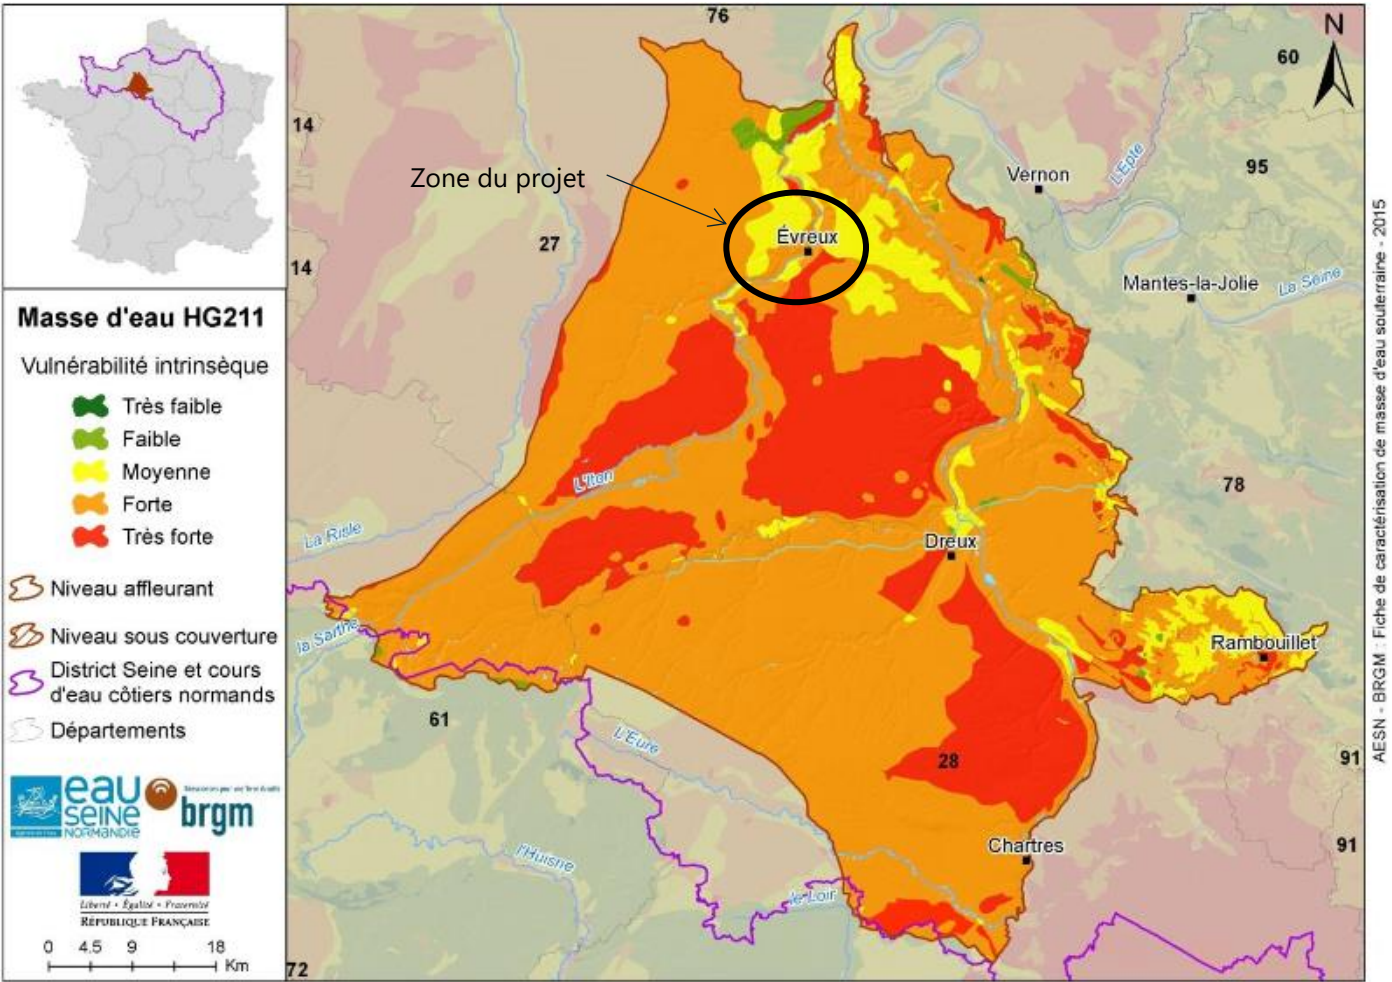 Masse d'eau HG211
Vulnérabilité intrinsèque
Très faible
Faible
Moyenne
Forte
Très forte
Niveau affleurant
Niveau sous couverture
District Seine et cours
d'eau côtiers normands
Départements
eau
SEINE
NORMANDIE
brgm
Liberté • Égalité • Fraternité
RÉPUBLIQUE FRANÇAISE
0 4.5 9 18
Km
76
N
60
14
Vernon
L'Epte
95
Zone du projet
27
Évreux
14
Mantes-la-Jolie
La Seine
L'Iton
78
La Risle
Dreux
la Sarthe
Rambouillet
61
L'Eure
28
91
Chartres
91
l'Huisne
le Loir
72
AESN - BRGM : Fiche de caractérisation de masse d'eau souterraine - 2015